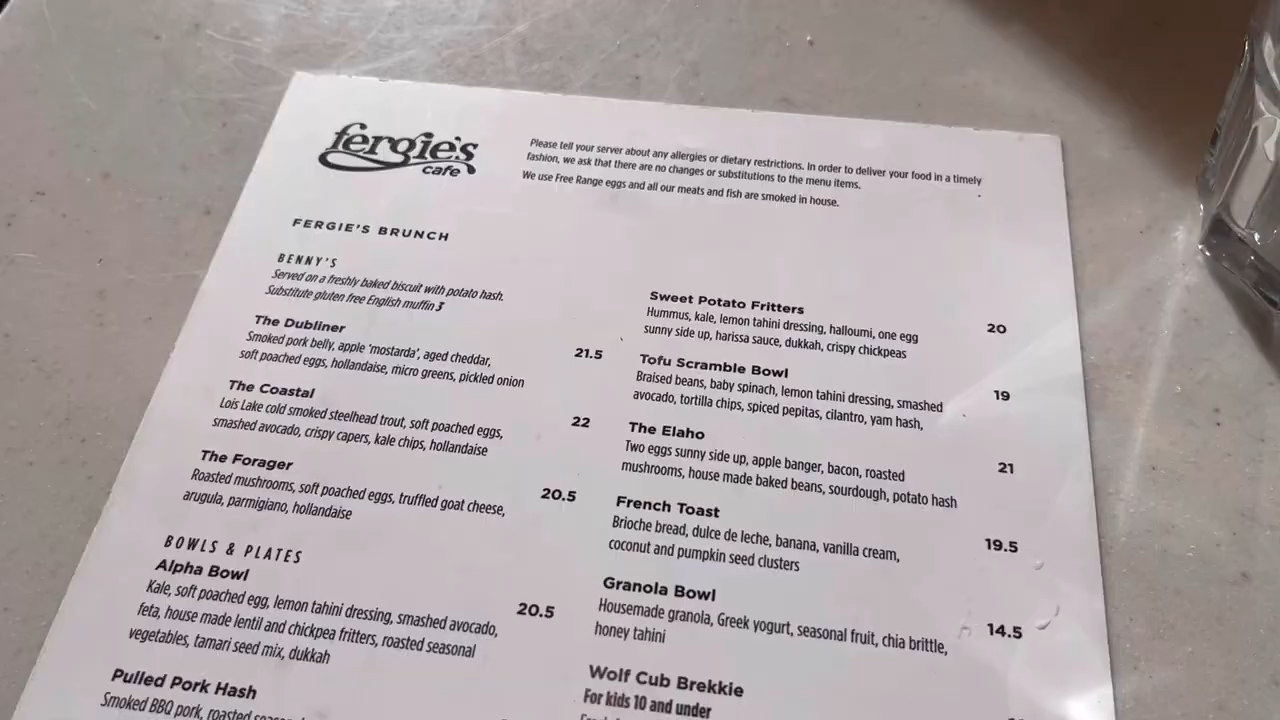 fergie's
cafe
Please tell your server about any allergies or dietary restrictions. In order to deliver your food in a timely
fashion, we ask that there are no changes or substitutions to the menu items.
We use Free Range eggs and all our meats and fish are smoked in house.
FERGIE'S BRUNCH
BENNY'S
Served on a freshly baked biscuit with potato hash.
Substitute gluten free English muffin 3
The Dubliner
Smoked pork belly, apple 'mostarda', aged cheddar, 21.5
soft poached eggs, hollandaise, micro greens, pickled onion
The Coastal
Lois Lake cold smoked steelhead trout, soft poached eggs, 22
smashed avocado, crispy capers, kale chips, hollandaise
The Forager
Roasted mushrooms, soft poached eggs, truffled goat cheese, 20.5
arugula, parmigiano, hollandaise
BOWLS & PLATES
Alpha Bowl
Kale, soft poached egg, lemon tahini dressing, smashed avocado, 20.5
feta, house made lentil and chickpea fritters, roasted seasonal
vegetables, tamari seed mix, dukkah
Pulled Pork Hash
Smoked BBQ pork, roasted
Sweet Potato Fritters
Hummus, kale, lemon tahini dressing, halloumi, one egg 20
sunny side up, harissa sauce, dukkah, crispy chickpeas
Tofu Scramble Bowl
Braised beans, baby spinach, lemon tahini dressing, smashed 19
avocado, tortilla chips, spiced pepitas, cilantro, yam hash,
The Elaho
Two eggs sunny side up, apple banger, bacon, roasted 21
mushrooms, house made baked beans, sourdough, potato hash
French Toast
Brioche bread, dulce de leche, banana, vanilla cream, 19.5
coconut and pumpkin seed clusters
Granola Bowl
Housemade granola, Greek yogurt, seasonal fruit, chia brittle, 14.5
honey tahini
Wolf Cub Brekkie
For kids 10 and under